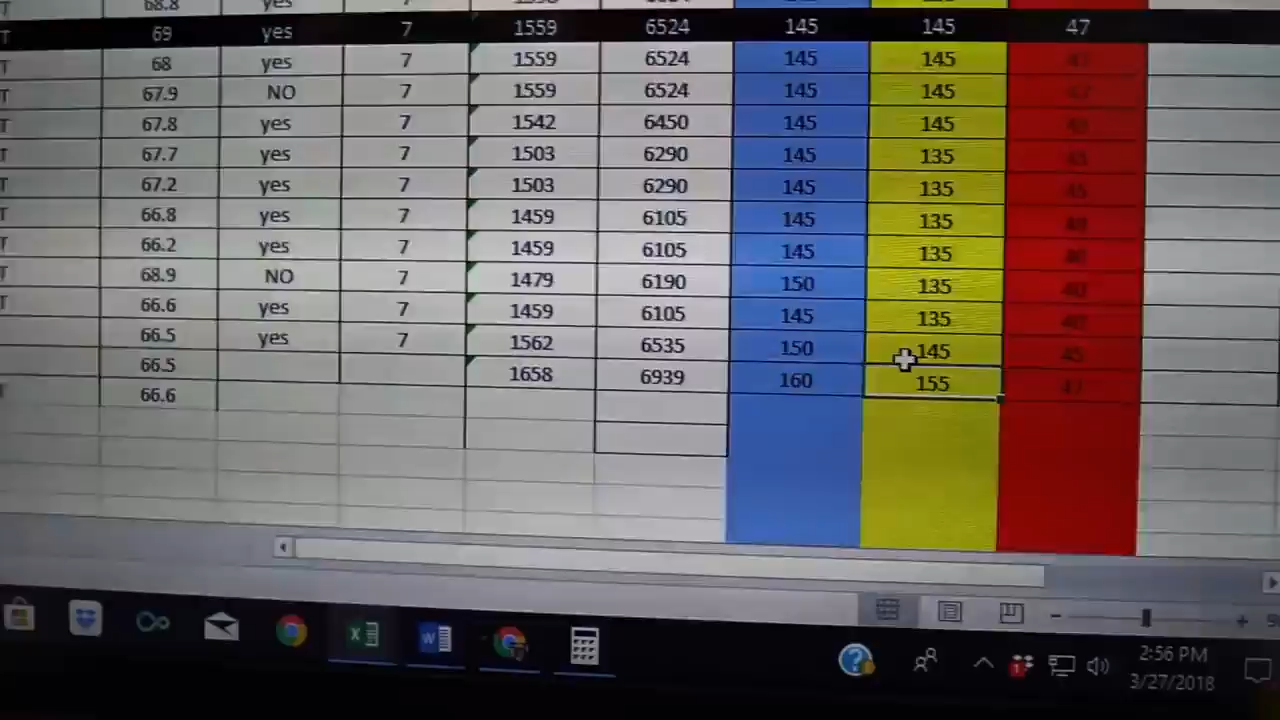 T 68.8 yes
T 69 yes 7 1559 6524 145 145 47
T 68 yes 7 1559 6524 145 145
T 67.9 NO 7 1559 6524 145 145
T 67.8 yes 7 1542 6450 145 145
T 67.7 yes 7 1503 6290 145 135
T 67.2 yes 7 1503 6290 145 135
T 66.8 yes 7 1459 6105 145 135
T 66.2 yes 7 1459 6105 145 135
T 68.9 NO 7 1479 6190 150 135
T 66.6 yes 7 1459 6105 145 135
66.5 yes 7 1562 6535 150 145 45
66.5 1658 6939 160 155 47
T 66.6
2:56 PM
3/27/2018